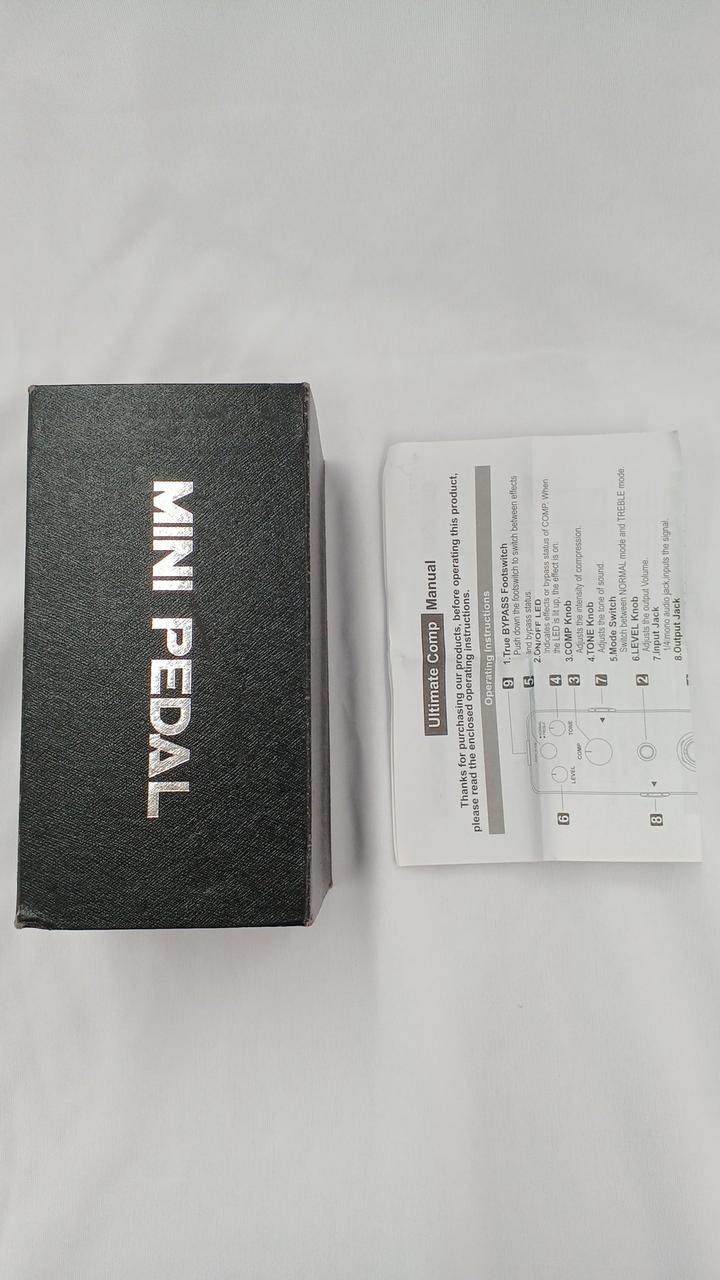 MINI PEDAL
Ultimate Comp Manual
Thanks for purchasing our products, before operating this product,
please read the enclosed operating instructions.
Operating Instructions
1.True BYPASS Footswitch
Push down the footswitch to switch between effects
and bypass status.
2.ON/OFF LED
Indicates effects or bypass status of COMP. When
the LED is lit up, the effect is on.
3.COMP Knob
Adjusts the intensity of compression.
4.TONE Knob
Adjusts the tone of sound.
5.Mode Switch
Switch between NORMAL mode and TREBLE mode.
6.LEVEL Knob
Adjusts the output Volume.
7.Input Jack
1/4mono audio jack,inputs the signal.
8.Output Jack
9
5
4
3
7
2
6
8
LEVEL
COMP
TONE